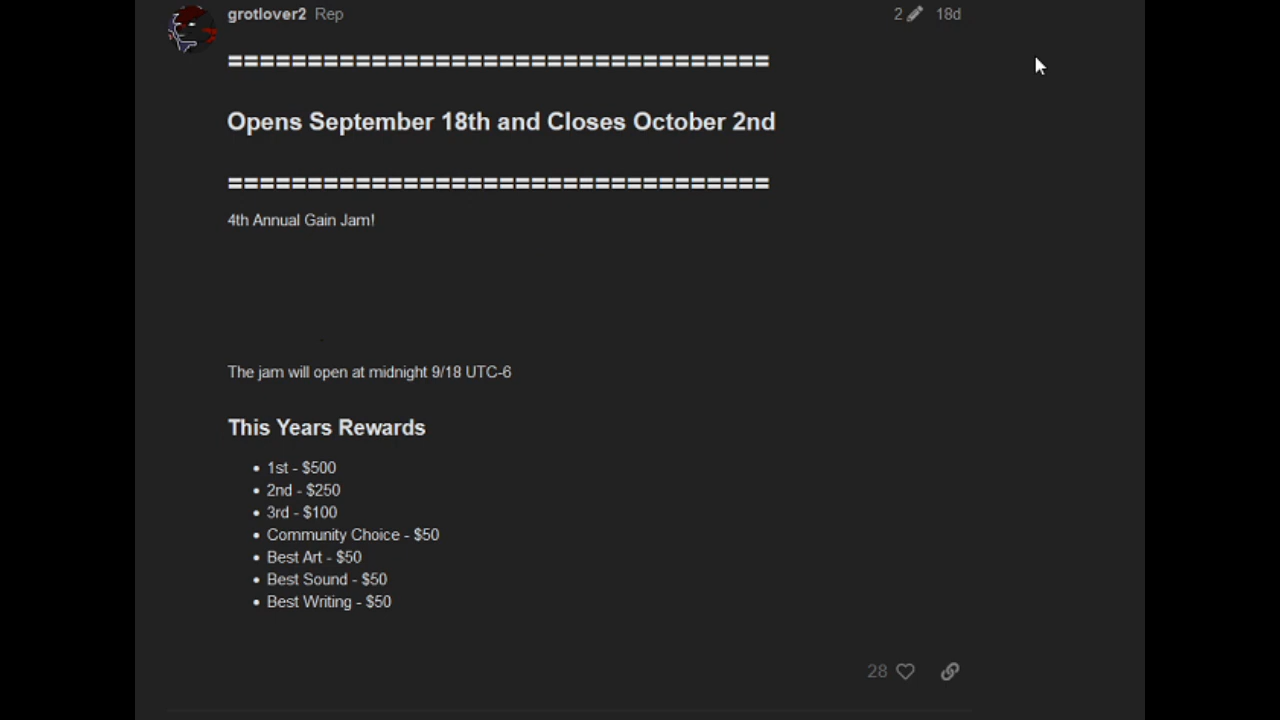 grotlover2 Rep 2 18d
==================================
Opens September 18th and Closes October 2nd
==================================
4th Annual Gain Jam!
The jam will open at midnight 9/18 UTC-6
This Years Rewards
• 1st - $500
• 2nd - $250
• 3rd - $100
• Community Choice - $50
• Best Art - $50
• Best Sound - $50
• Best Writing - $50
28